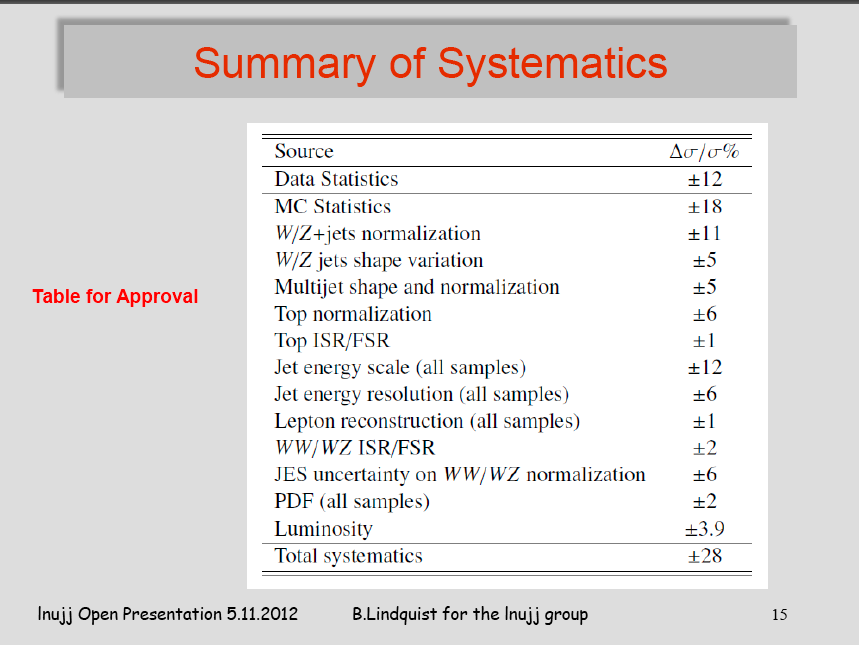 Summary of Systematics
Source Δσ/σ%
Data Statistics ±12
MC Statistics ±18
W/Z+jets normalization ±11
W/Z jets shape variation ±5
Multijet shape and normalization ±5
Top normalization ±6
Top ISR/FSR ±1
Jet energy scale (all samples) ±12
Jet energy resolution (all samples) ±6
Lepton reconstruction (all samples) ±1
WW/WZ ISR/FSR ±2
JES uncertainty on WW/WZ normalization ±6
PDF (all samples) ±2
Luminosity ±3.9
Total systematics ±28
Table for Approval
lnujj Open Presentation 5.11.2012 B.Lindquist for the lnujj group 15